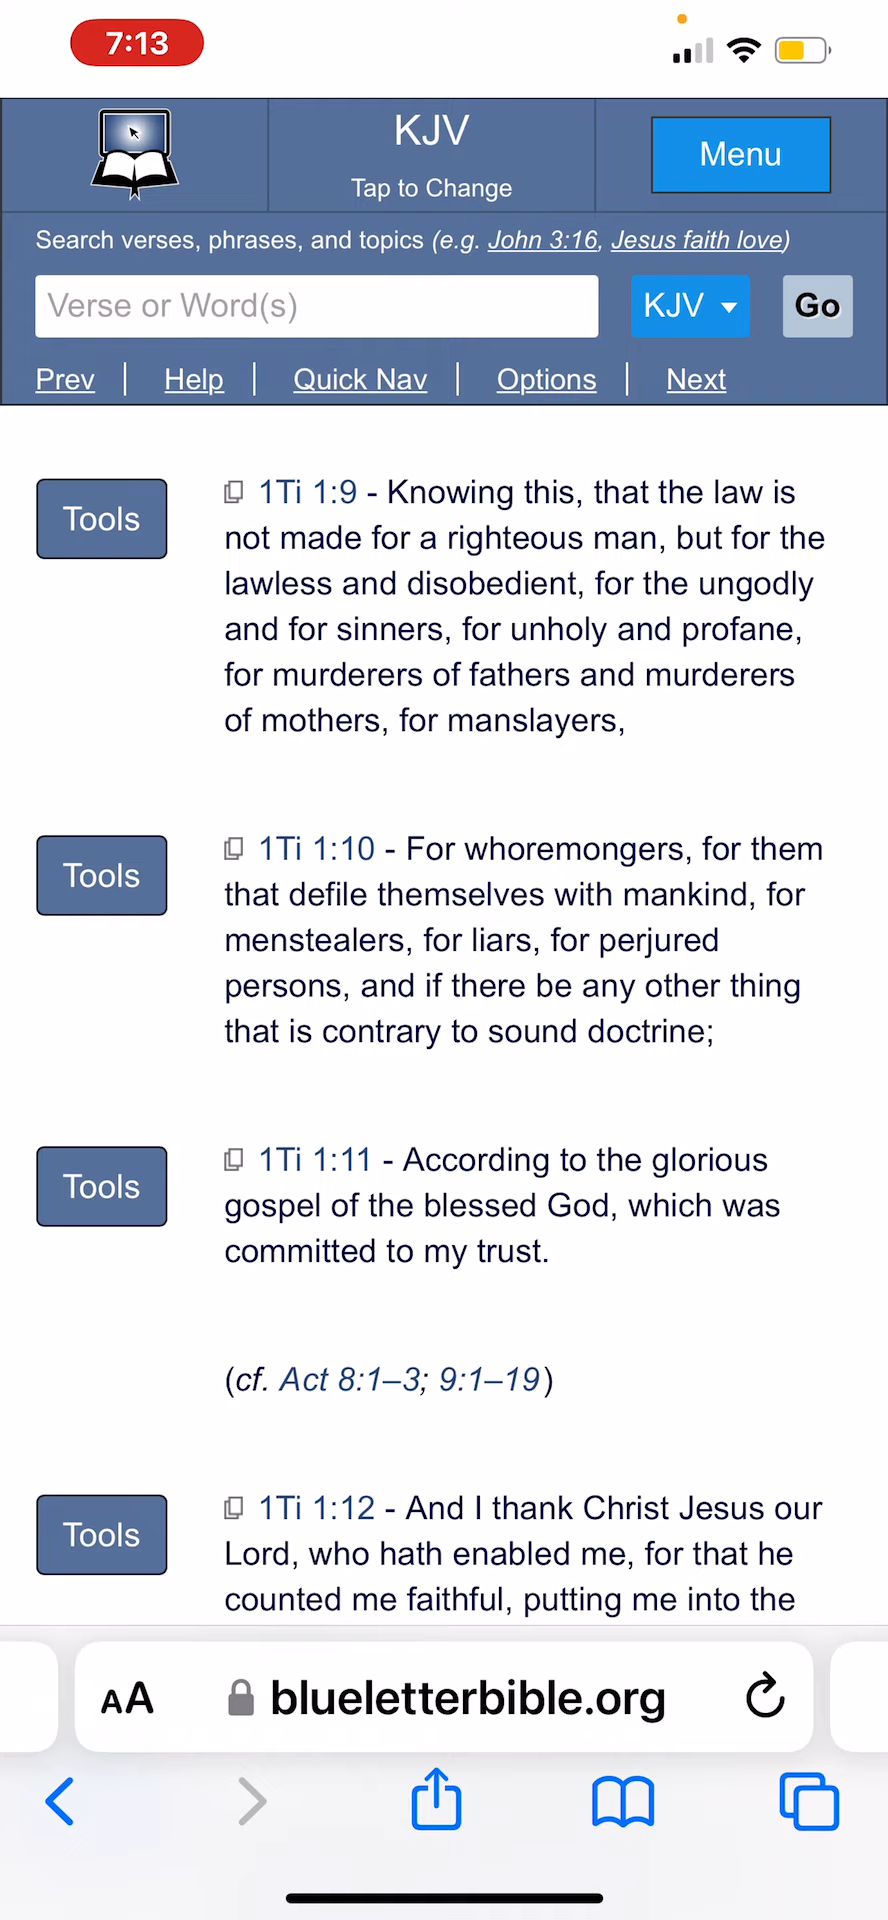 7:13
KJV
Tap to Change
Menu
Search verses, phrases, and topics (e.g. John 3:16, Jesus faith love)
Verse or Word(s)
KJV
Go
Prev | Help | Quick Nav | Options | Next
Tools
1Ti 1:9 - Knowing this, that the law is
not made for a righteous man, but for the
lawless and disobedient, for the ungodly
and for sinners, for unholy and profane,
for murderers of fathers and murderers
of mothers, for manslayers,
Tools
1Ti 1:10 - For whoremongers, for them
that defile themselves with mankind, for
menstealers, for liars, for perjured
persons, and if there be any other thing
that is contrary to sound doctrine;
Tools
1Ti 1:11 - According to the glorious
gospel of the blessed God, which was
committed to my trust.
(cf. Act 8:1–3; 9:1–19)
Tools
1Ti 1:12 - And I thank Christ Jesus our
Lord, who hath enabled me, for that he
counted me faithful, putting me into the
AA
blueletterbible.org